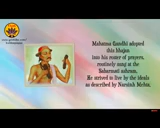 Mahatma Gandhi adopted
this bhajan
into his roster of prayers,
routinely sung at the
Sabarmati ashram,
He strived to live by the ideals
as described by Narsinh Mehta.